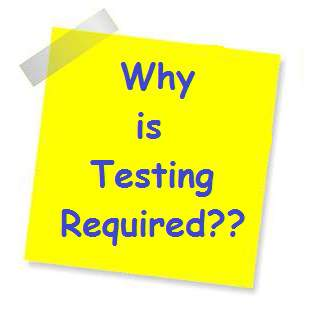 Why
is
Testing
Required??